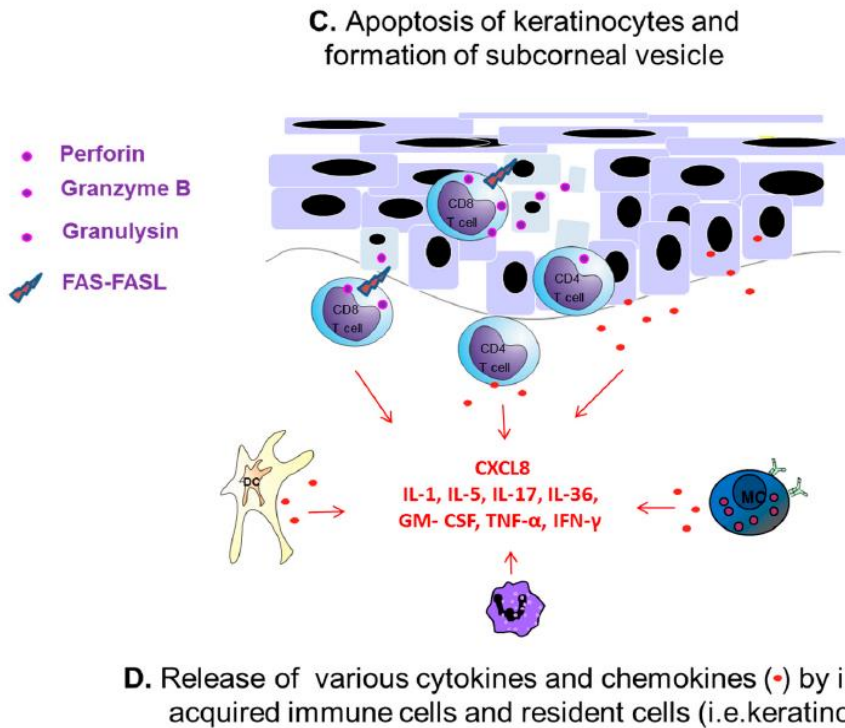 C. Apoptosis of keratinocytes and
formation of subcorneal vesicle
Perforin
Granzyme B
Granulysin
FAS-FASL
CD8
T cell
CD8
T cell
CD4
T cell
CD4
T cell
DC
MC
CXCL8
IL-1, IL-5, IL-17, IL-36,
GM- CSF, TNF-α, IFN-γ
D. Release of various cytokines and chemokines (•) by i
acquired immune cells and resident cells (i.e.keratino